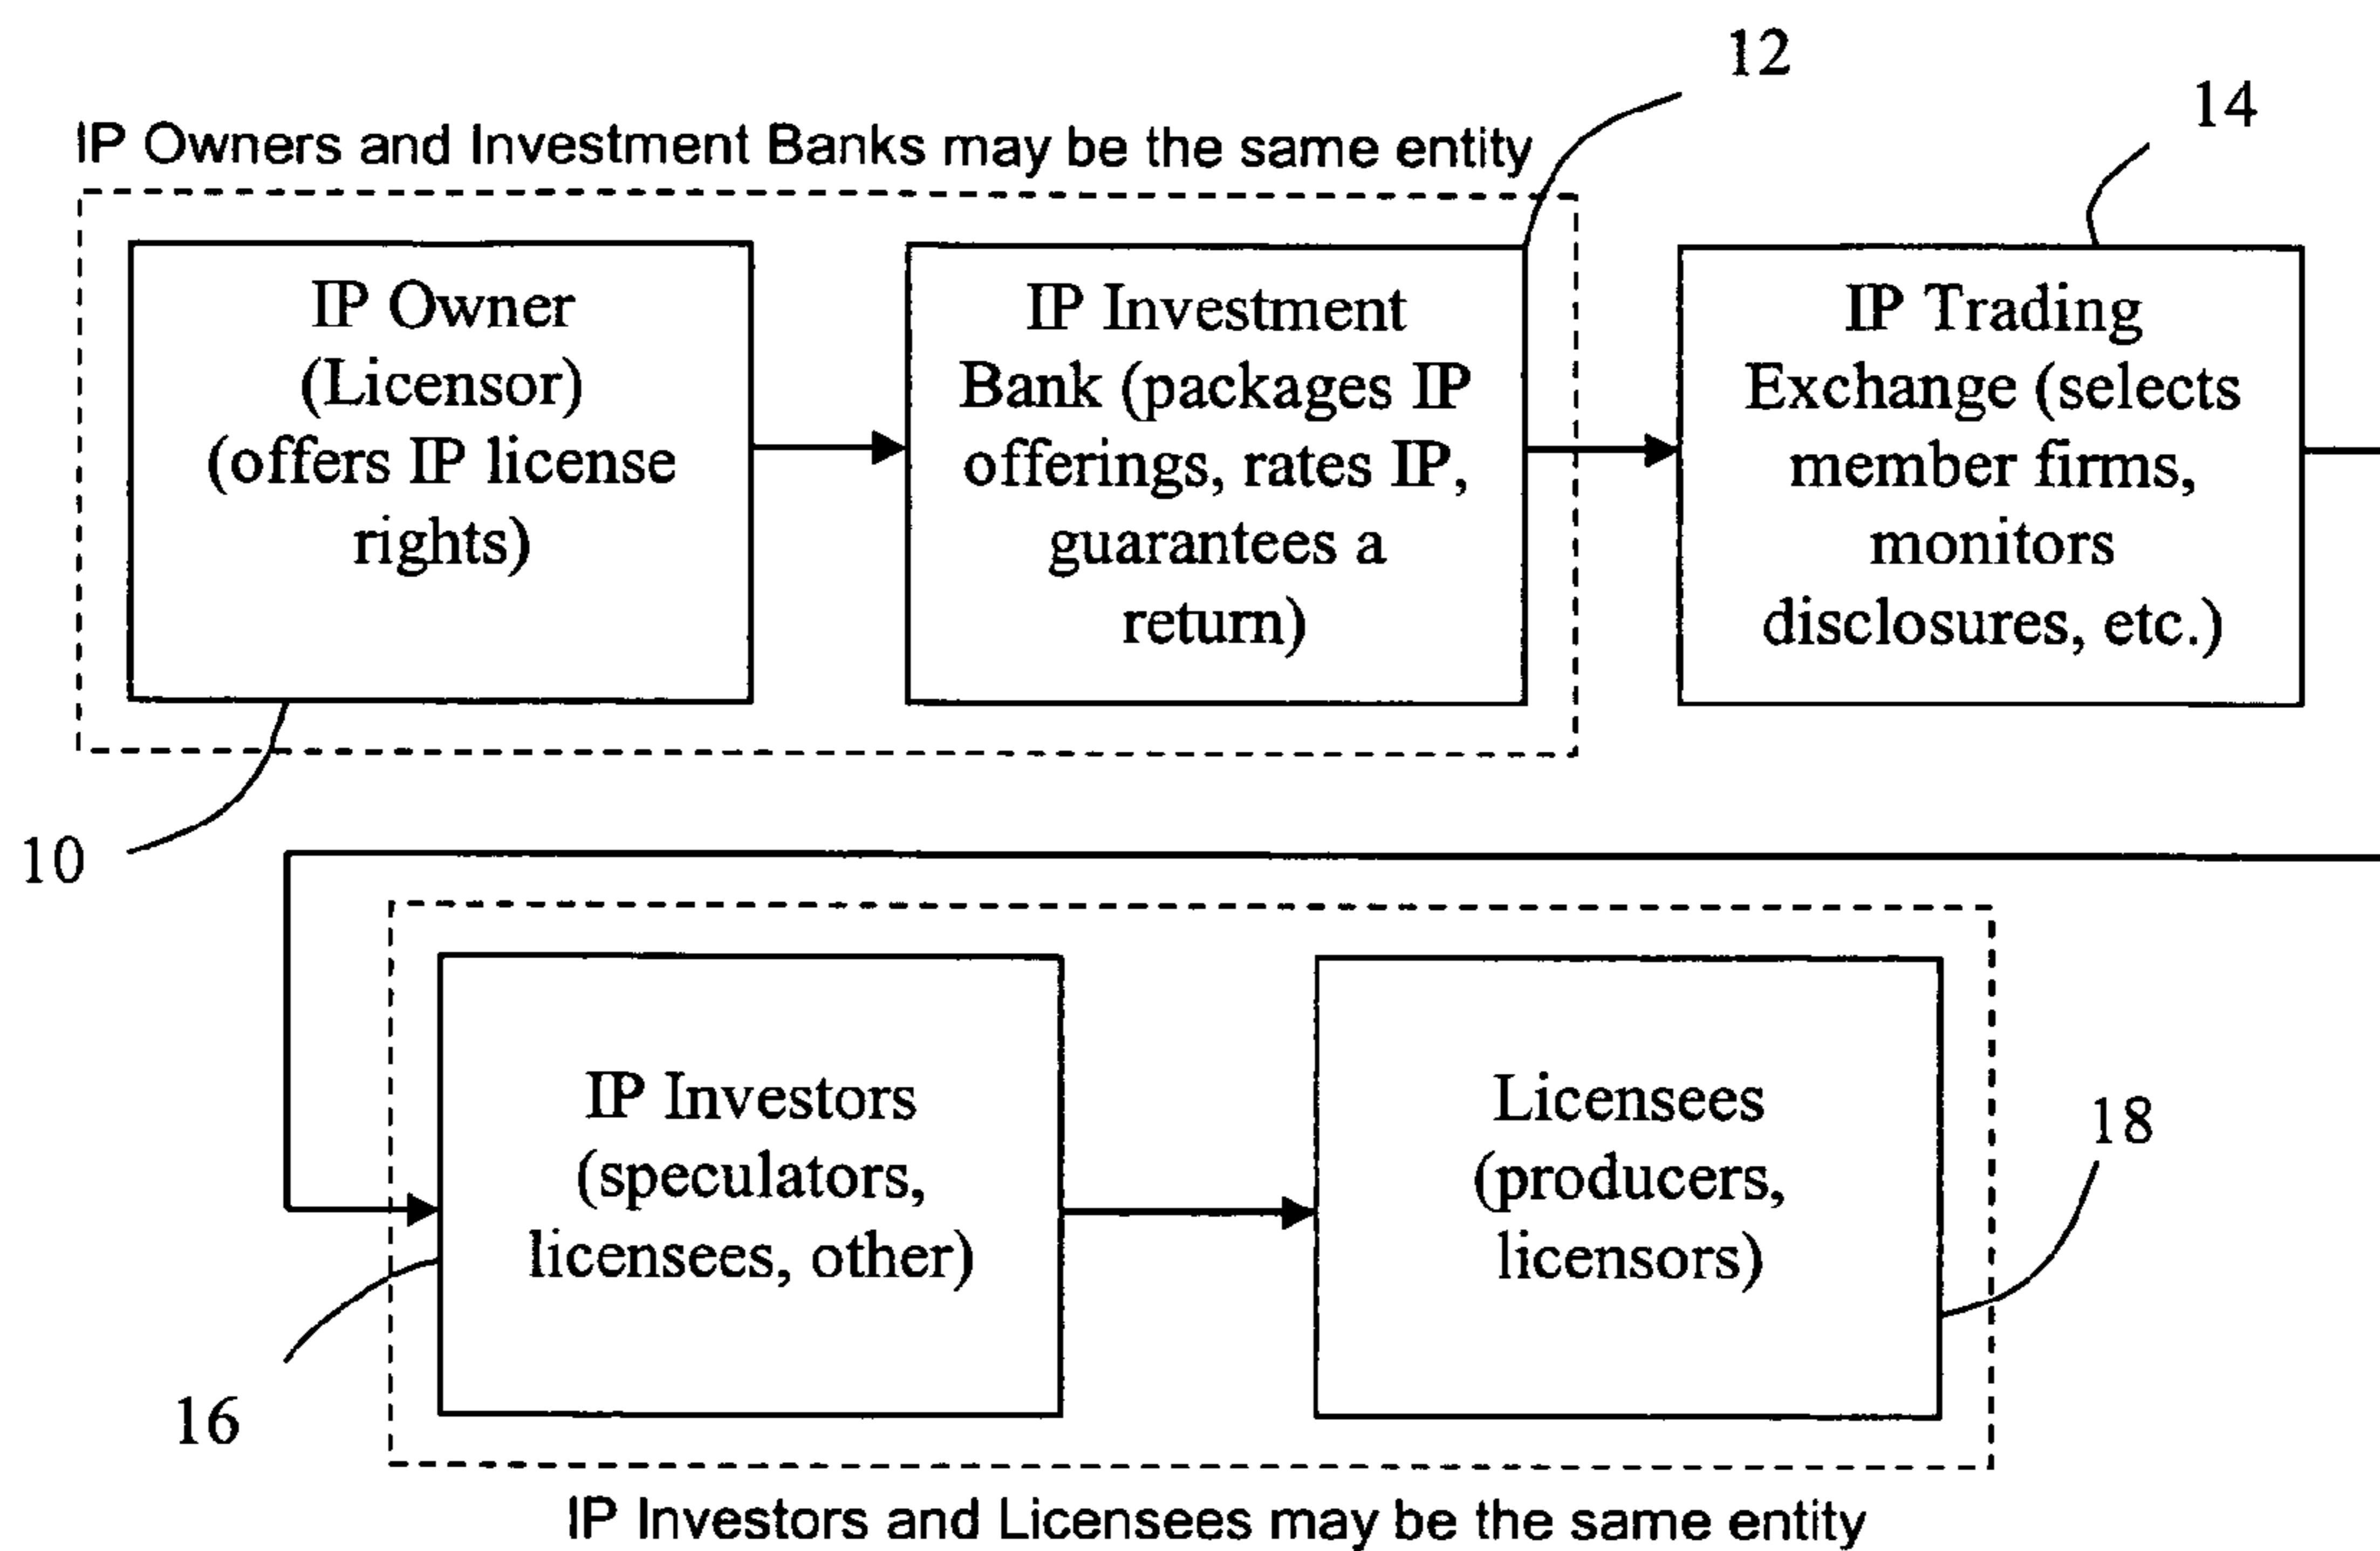 12
14
IP Owners and Investment Banks may be the same entity
IP Owner
(Licensor)
(offers IP license
rights)
IP Investment
Bank (packages IP
offerings, rates IP,
guarantees a
return)
IP Trading
Exchange (selects
member firms,
monitors
disclosures, etc.)
10
IP Investors
(speculators,
licensees, other)
Licensees
(producers,
licensors)
18
16
IP Investors and Licensees may be the same entity